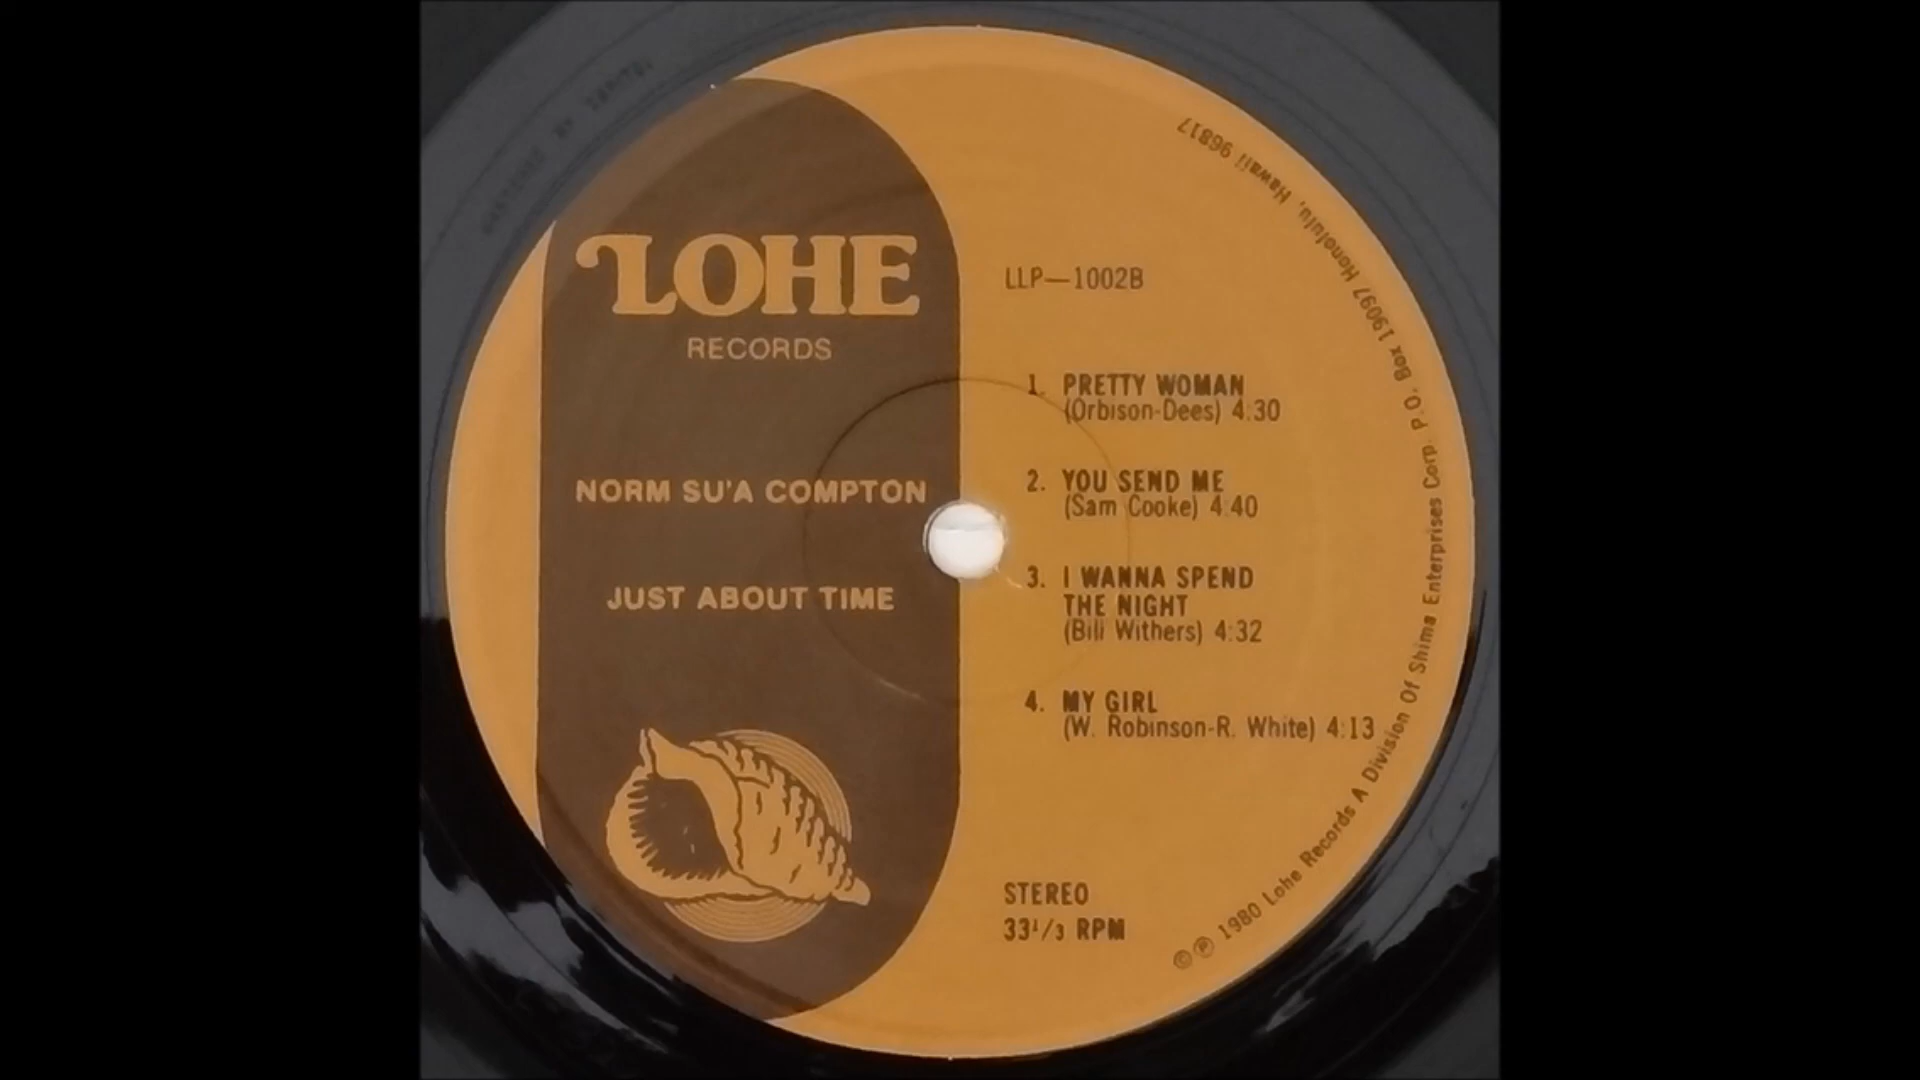 LOHE
RECORDS
NORM SU'A COMPTON
JUST ABOUT TIME
LLP—1002B
1. PRETTY WOMAN
(Orbison-Dees) 4:30
2. YOU SEND ME
(Sam Cooke) 4:40
3. I WANNA SPEND
THE NIGHT
(Bill Withers) 4:32
4. MY GIRL
(W. Robinson-R. White) 4:13
STEREO
33 1/3 RPM
© ℗ 1980 Lohe Records A Division Of Shima Enterprises Corp. P.O. Box 19097 Honolulu, Hawaii 96817